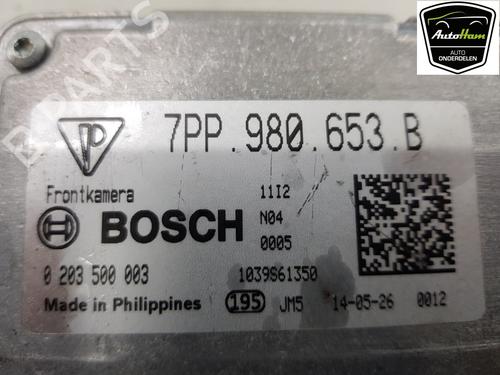 AutoHam
AUTO
ONDERDELEN
B-PARTS
7PP.980.653.B
Frontkamera
11I2
BOSCH
N04
0005
0 203 500 003
1039S61350
Made in Philippines
195
JM5
14-05-26
0012